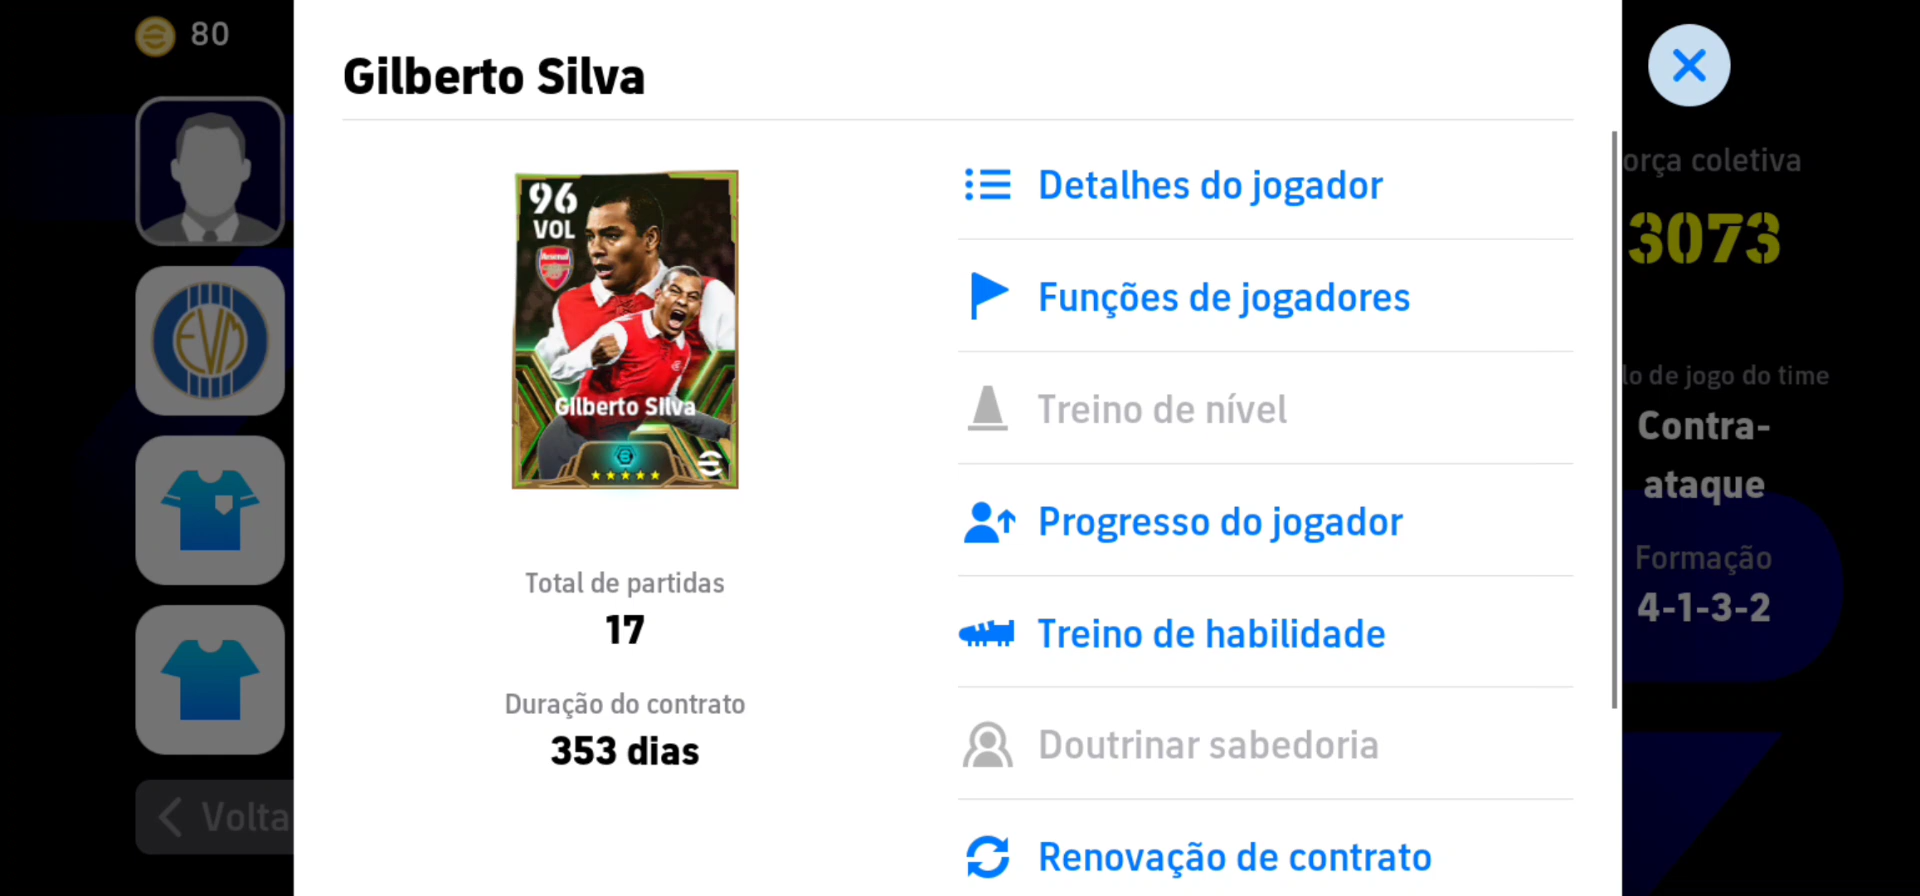 80
Gilberto Silva
96
VOL
Arsenal
Gilberto Silva
Total de partidas
17
Duração do contrato
353 dias
Detalhes do jogador
Funções de jogadores
Treino de nível
Progresso do jogador
Treino de habilidade
Doutrinar sabedoria
Renovação de contrato
orça coletiva
3073
lo de jogo do time
Contra-
ataque
Formação
4-1-3-2
EVM
Volta